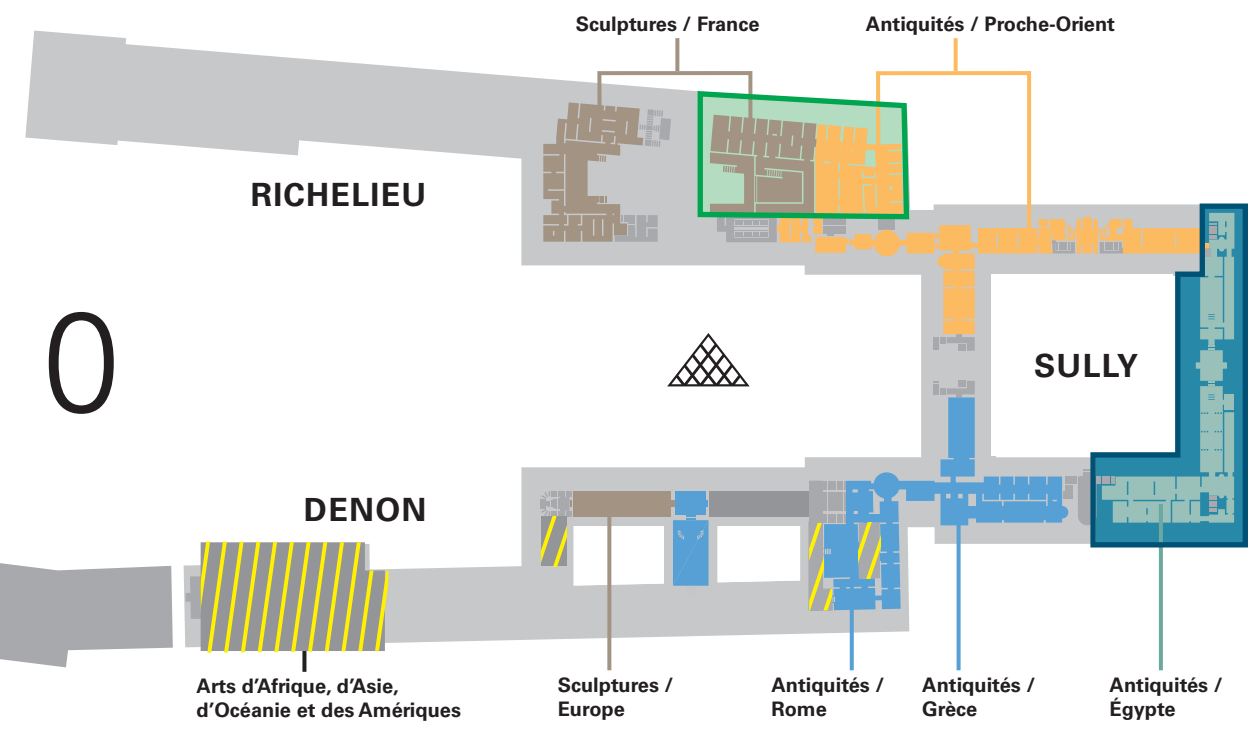 Sculptures / France
Antiquités / Proche-Orient
RICHELIEU
0
SULLY
DENON
Arts d’Afrique, d’Asie,
d’Océanie et des Amériques
Sculptures /
Europe
Antiquités /
Rome
Antiquités /
Grèce
Antiquités /
Égypte